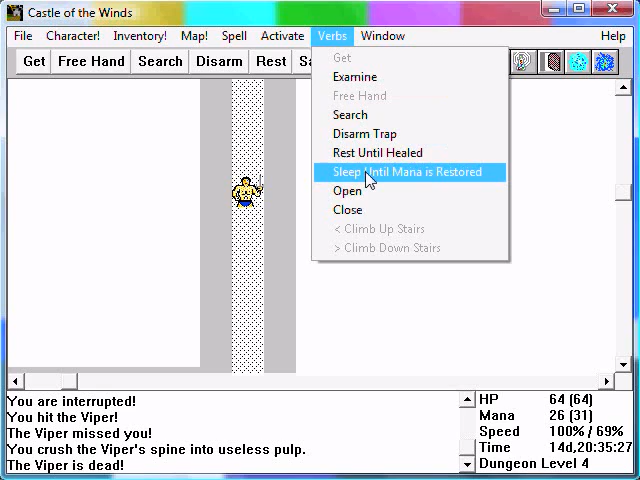 Castle of the Winds
File Character! Inventory! Map! Spell Activate Verbs Window Help
Get Free Hand Search Disarm Rest
Get
Examine
Free Hand
Search
Disarm Trap
Rest Until Healed
Sleep Until Mana is Restored
Open
Close
< Climb Up Stairs
> Climb Down Stairs
You are interrupted!
You hit the Viper!
The Viper missed you!
You crush the Viper's spine into useless pulp.
The Viper is dead!
HP 64 (64)
Mana 26 (31)
Speed 100% / 69%
Time 14d,20:35:27
Dungeon Level 4